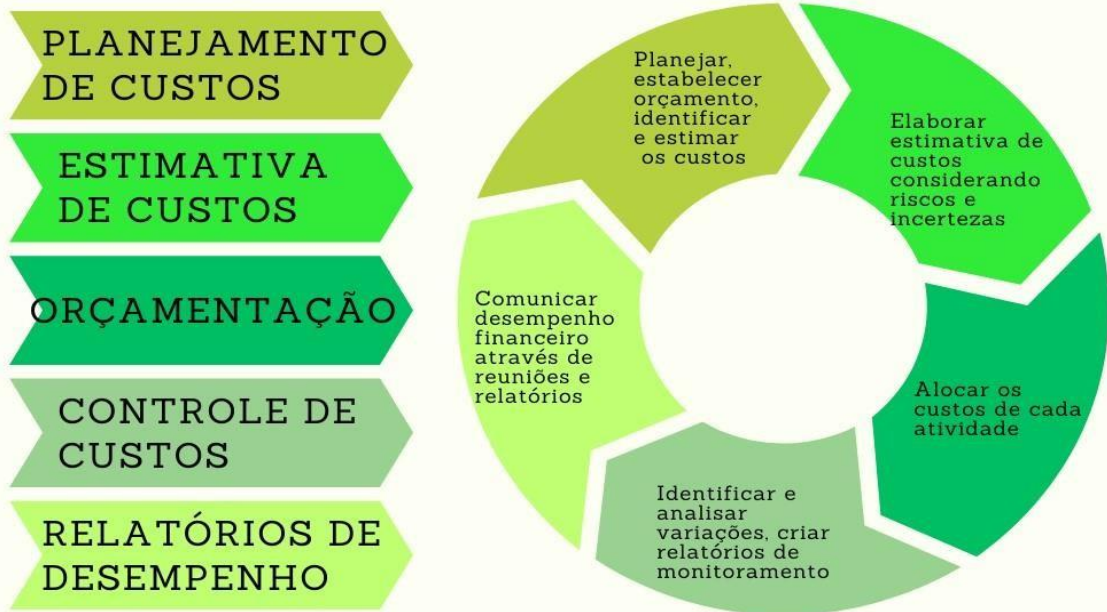 PLANEJAMENTO
DE CUSTOS
ESTIMATIVA
DE CUSTOS
ORÇAMENTAÇÃO
CONTROLE DE
CUSTOS
RELATÓRIOS DE
DESEMPENHO
Planejar,
estabelecer
orçamento,
identificar
e estimar
os custos
Elaborar
estimativa de
custos
considerando
riscos e
incertezas
Alocar os
custos de cada
atividade
Identificar e
analisar
variações, criar
relatórios de
monitoramento
Comunicar
desempenho
financeiro
através de
reuniões e
relatórios